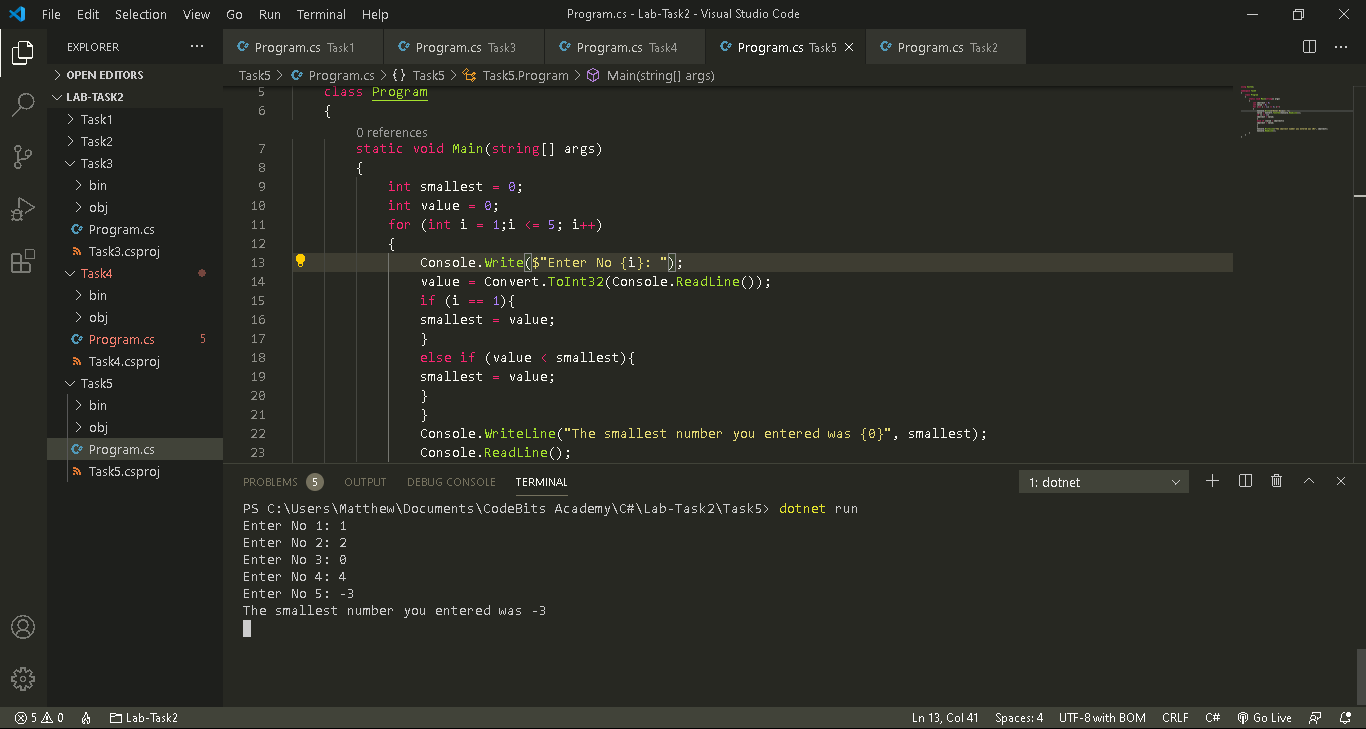 File Edit Selection View Go Run Terminal Help Program.cs - Lab-Task2 - Visual Studio Code
EXPLORER
Program.cs Task1 Program.cs Task3 Program.cs Task4 Program.cs Task5 Program.cs Task2
OPEN EDITORS
Task5 > Program.cs > {} Task5 > Task5.Program > Main(string[] args)
LAB-TASK2
Task1
Task2
Task3
bin
obj
Program.cs
Task3.csproj
Task4
bin
obj
Program.cs 5
Task4.csproj
Task5
bin
obj
Program.cs
Task5.csproj
5 class Program
6 {
0 references
7 static void Main(string[] args)
8 {
9 int smallest = 0;
10 int value = 0;
11 for (int i = 1;i <= 5; i++)
12 {
13 Console.Write($"Enter No {i}: ");
14 value = Convert.ToInt32(Console.ReadLine());
15 if (i == 1){
16 smallest = value;
17 }
18 else if (value < smallest){
19 smallest = value;
20 }
21 }
22 Console.WriteLine("The smallest number you entered was {0}", smallest);
23 Console.ReadLine();
PROBLEMS 5 OUTPUT DEBUG CONSOLE TERMINAL 1: dotnet
PS C:\Users\Matthew\Documents\CodeBits Academy\C#\Lab-Task2\Task5> dotnet run
Enter No 1: 1
Enter No 2: 2
Enter No 3: 0
Enter No 4: 4
Enter No 5: -3
The smallest number you entered was -3
5 0 Lab-Task2 Ln 13, Col 41 Spaces: 4 UTF-8 with BOM CRLF C# Go Live